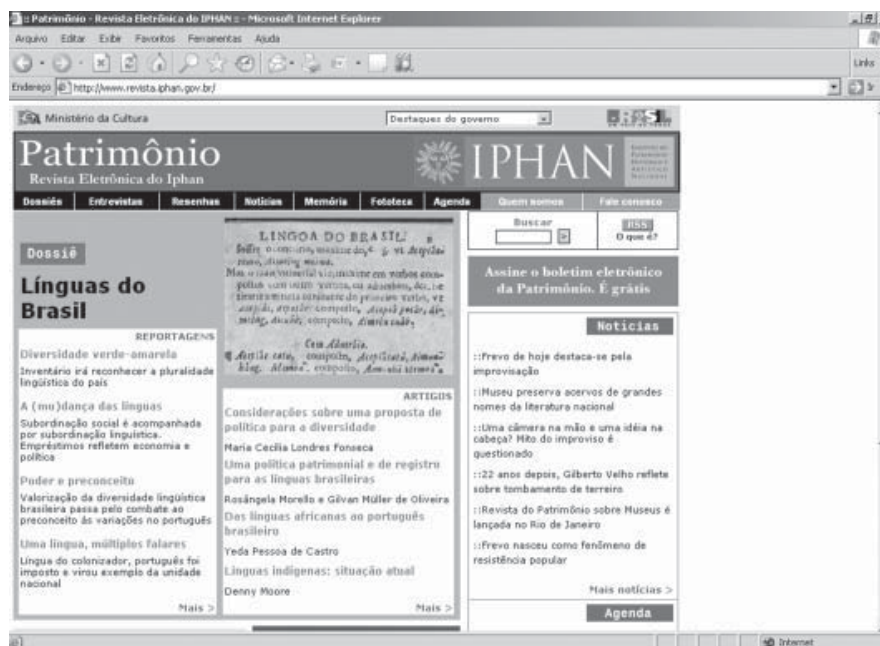 :: Patrimônio - Revista Eletrônica do IPHAN :: - Microsoft Internet Explorer
Arquivo Editar Exibir Favoritos Ferramentas Ajuda
Links
Endereço http://www.revista.iphan.gov.br/
Ir
Ministério da Cultura
Destaques do governo
BRASIL
Patrimônio
Revista Eletrônica do Iphan
IPHAN
Dossiês Entrevistas Resenhas Notícias Memória Fototeca Agenda Quem somos Fale conosco
Dossiê
Línguas do
Brasil
REPORTAGENS
Diversidade verde-amarela
Inventário irá reconhecer a pluralidade
lingüística do país
A (mu)dança das línguas
Subordinação social é acompanhada
por subordinação linguística.
Empréstimos refletem economia e
política
Poder e preconceito
Valorização da diversidade lingüística
brasileira passa pelo combate ao
preconceito às variações no português
Uma língua, múltiplos falares
Língua do colonizador, português foi
imposto e virou exemplo da unidade
nacional
Mais >
LINGOA DO BRASIL.
ARTIGOS
Considerações sobre uma proposta de
política para a diversidade
Maria Cecília Londres Fonseca
Uma política patrimonial e de registro
para as línguas brasileiras
Rosângela Morello e Gilvan Müller de Oliveira
Das línguas africanas ao português
brasileiro
Yeda Pessoa de Castro
Línguas indígenas: situação atual
Denny Moore
Mais >
Buscar
RSS
O que é?
Assine o boletim eletrônico
da Patrimônio. É grátis
Notícias
::Frevo de hoje destaca-se pela
improvisação
::Museu preserva acervos de grandes
nomes da literatura nacional
::Uma câmera na mão e uma idéia na
cabeça? Mito do improviso é
questionado
::22 anos depois, Gilberto Velho reflete
sobre tombamento de terreiro
::Revista do Patrimônio sobre Museus é
lançada no Rio de Janeiro
::Frevo nasceu como fenômeno de
resistência popular
Mais notícias >
Agenda
Internet